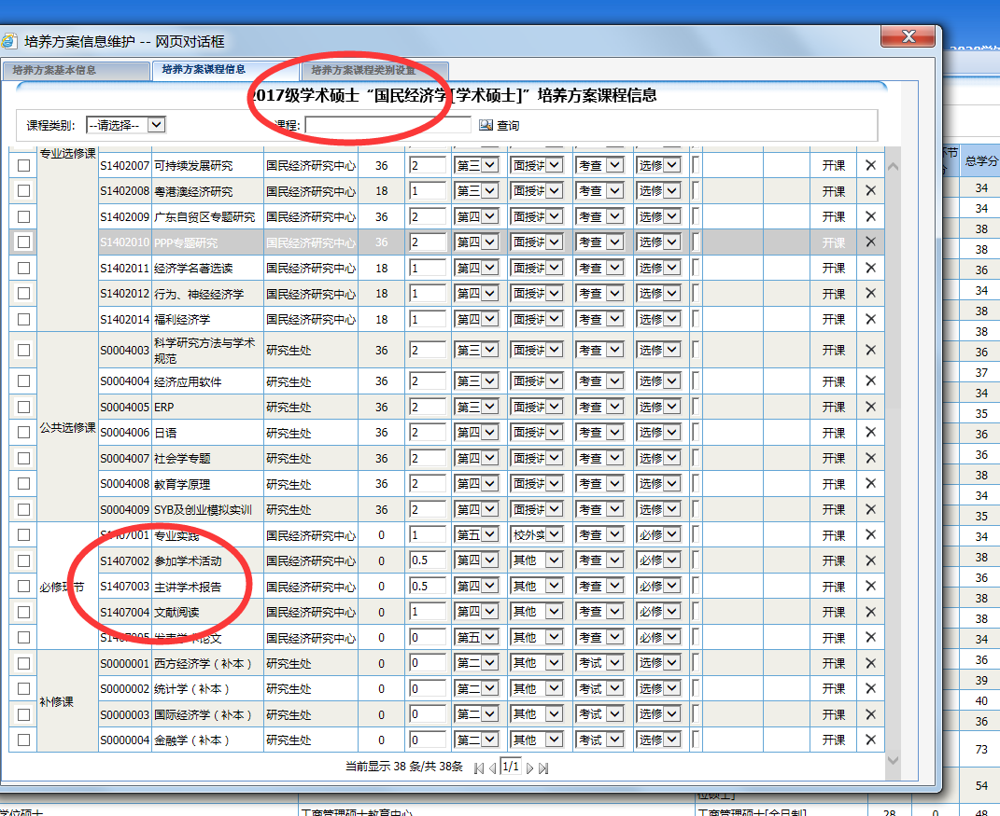 培养方案信息维护 -- 网页对话框
培养方案基本信息 培养方案课程信息 培养方案课程类别设置
2017级学术硕士“国民经济学[学术硕士]”培养方案课程信息
课程类别: --请选择-- 课程: 查询
总学分
专业选修课
S1402007 可持续发展研究 国民经济研究中心 36 2 第三 面授讲 考查 选修 开课
S1402008 粤港澳经济研究 国民经济研究中心 18 1 第三 面授讲 考查 选修 开课 34
S1402009 广东自贸区专题研究 国民经济研究中心 36 2 第四 面授讲 考查 选修 开课 34
S1402010 PPP专题研究 国民经济研究中心 36 2 第四 面授讲 考查 选修 开课 38
S1402011 经济学名著选读 国民经济研究中心 18 1 第四 面授讲 考查 选修 开课 38
36
S1402012 行为、神经经济学 国民经济研究中心 18 1 第四 面授讲 考查 选修 开课 34
S1402014 福利经济学 国民经济研究中心 18 1 第四 面授讲 考查 选修 开课 38
38
S0004003 科学研究方法与学术 研究生处 36 2 第三 面授讲 考查 选修 开课 36
规范
S0004004 经济应用软件 研究生处 36 2 第三 面授讲 考查 选修 开课 37
34
S0004005 ERP 研究生处 36 2 第三 面授讲 考查 选修 开课 35
公共选修课 S0004006 日语 研究生处 36 2 第四 面授讲 考查 选修 开课 36
S0004007 社会学专题 研究生处 36 2 第四 面授讲 考查 选修 开课 36
S0004008 教育学原理 研究生处 36 2 第四 面授讲 考查 选修 开课 38
34
S0004009 SYB及创业模拟实训 研究生处 36 2 第四 面授讲 考查 选修 开课 35
S1407001 专业实践 国民经济研究中心 0 1 第五 校外实 考查 必修 开课 34
S1407002 参加学术活动 国民经济研究中心 0 0.5 第四 其他 考查 必修 开课 38
必修环节 S1407003 主讲学术报告 国民经济研究中心 0 0.5 第四 其他 考查 必修 开课 36
38
S1407004 文献阅读 国民经济研究中心 0 1 第四 其他 考查 必修 开课 38
S1407005 发表学术论文 国民经济研究中心 0 0 第五 其他 考查 必修 开课 34
S0000001 西方经济学（补本） 研究生处 0 0 第二 其他 考试 选修 开课 36
39
S0000002 统计学（补本） 研究生处 0 0 第二 其他 考试 选修 开课 40
补修课
S0000003 国际经济学（补本） 研究生处 0 0 第二 其他 考试 选修 开课 36
S0000004 金融学（补本） 研究生处 0 0 第二 其他 考试 选修 开课 73
当前显示 38 条/共 38条 1/1
54
学位硕士 工商管理硕士教育中心 工商管理硕士[全日制] 28 0 48